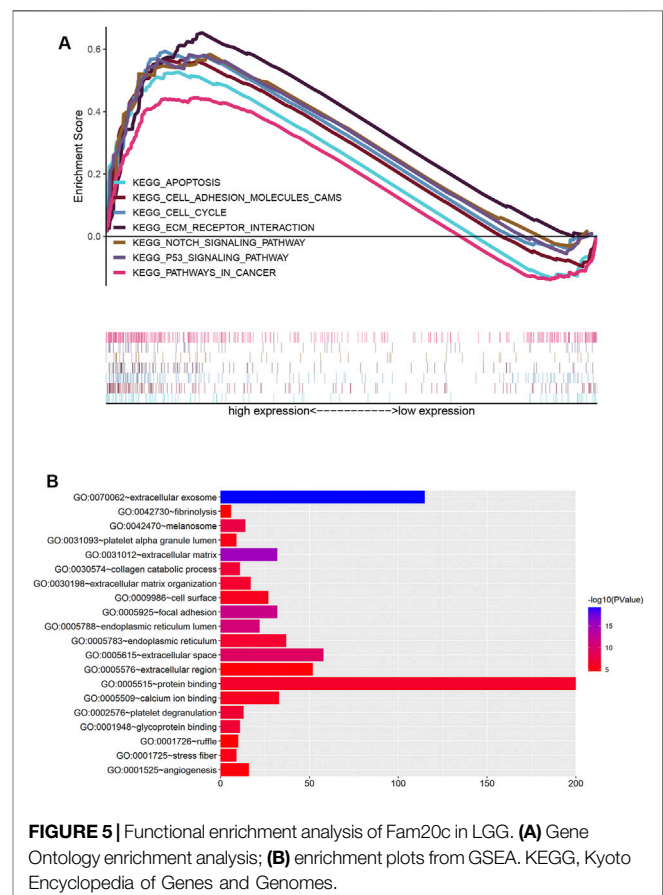 A
0.6
0.4
0.2
0.0
Enrichment Score
KEGG_APOPTOSIS
KEGG_CELL_ADHESION_MOLECULES_CAMS
KEGG_CELL_CYCLE
KEGG_ECM_RECEPTOR_INTERACTION
KEGG_NOTCH_SIGNALING_PATHWAY
KEGG_P53_SIGNALING_PATHWAY
KEGG_PATHWAYS_IN_CANCER
high expression<------------>low expression
B
GO:0070062~extracellular exosome
GO:0042730~fibrinolysis
GO:0042470~melanosome
GO:0031093~platelet alpha granule lumen
GO:0031012~extracellular matrix
GO:0030574~collagen catabolic process
GO:0030198~extracellular matrix organization
GO:0009986~cell surface
GO:0005925~focal adhesion
GO:0005788~endoplasmic reticulum lumen
GO:0005783~endoplasmic reticulum
GO:0005615~extracellular space
GO:0005576~extracellular region
GO:0005515~protein binding
GO:0005509~calcium ion binding
GO:0002576~platelet degranulation
GO:0001948~glycoprotein binding
GO:0001726~ruffle
GO:0001725~stress fiber
GO:0001525~angiogenesis
0 50 100 150 200
-log10(PValue)
15
10
5
FIGURE 5 | Functional enrichment analysis of Fam20c in LGG. (A) Gene
Ontology enrichment analysis; (B) enrichment plots from GSEA. KEGG, Kyoto
Encyclopedia of Genes and Genomes.